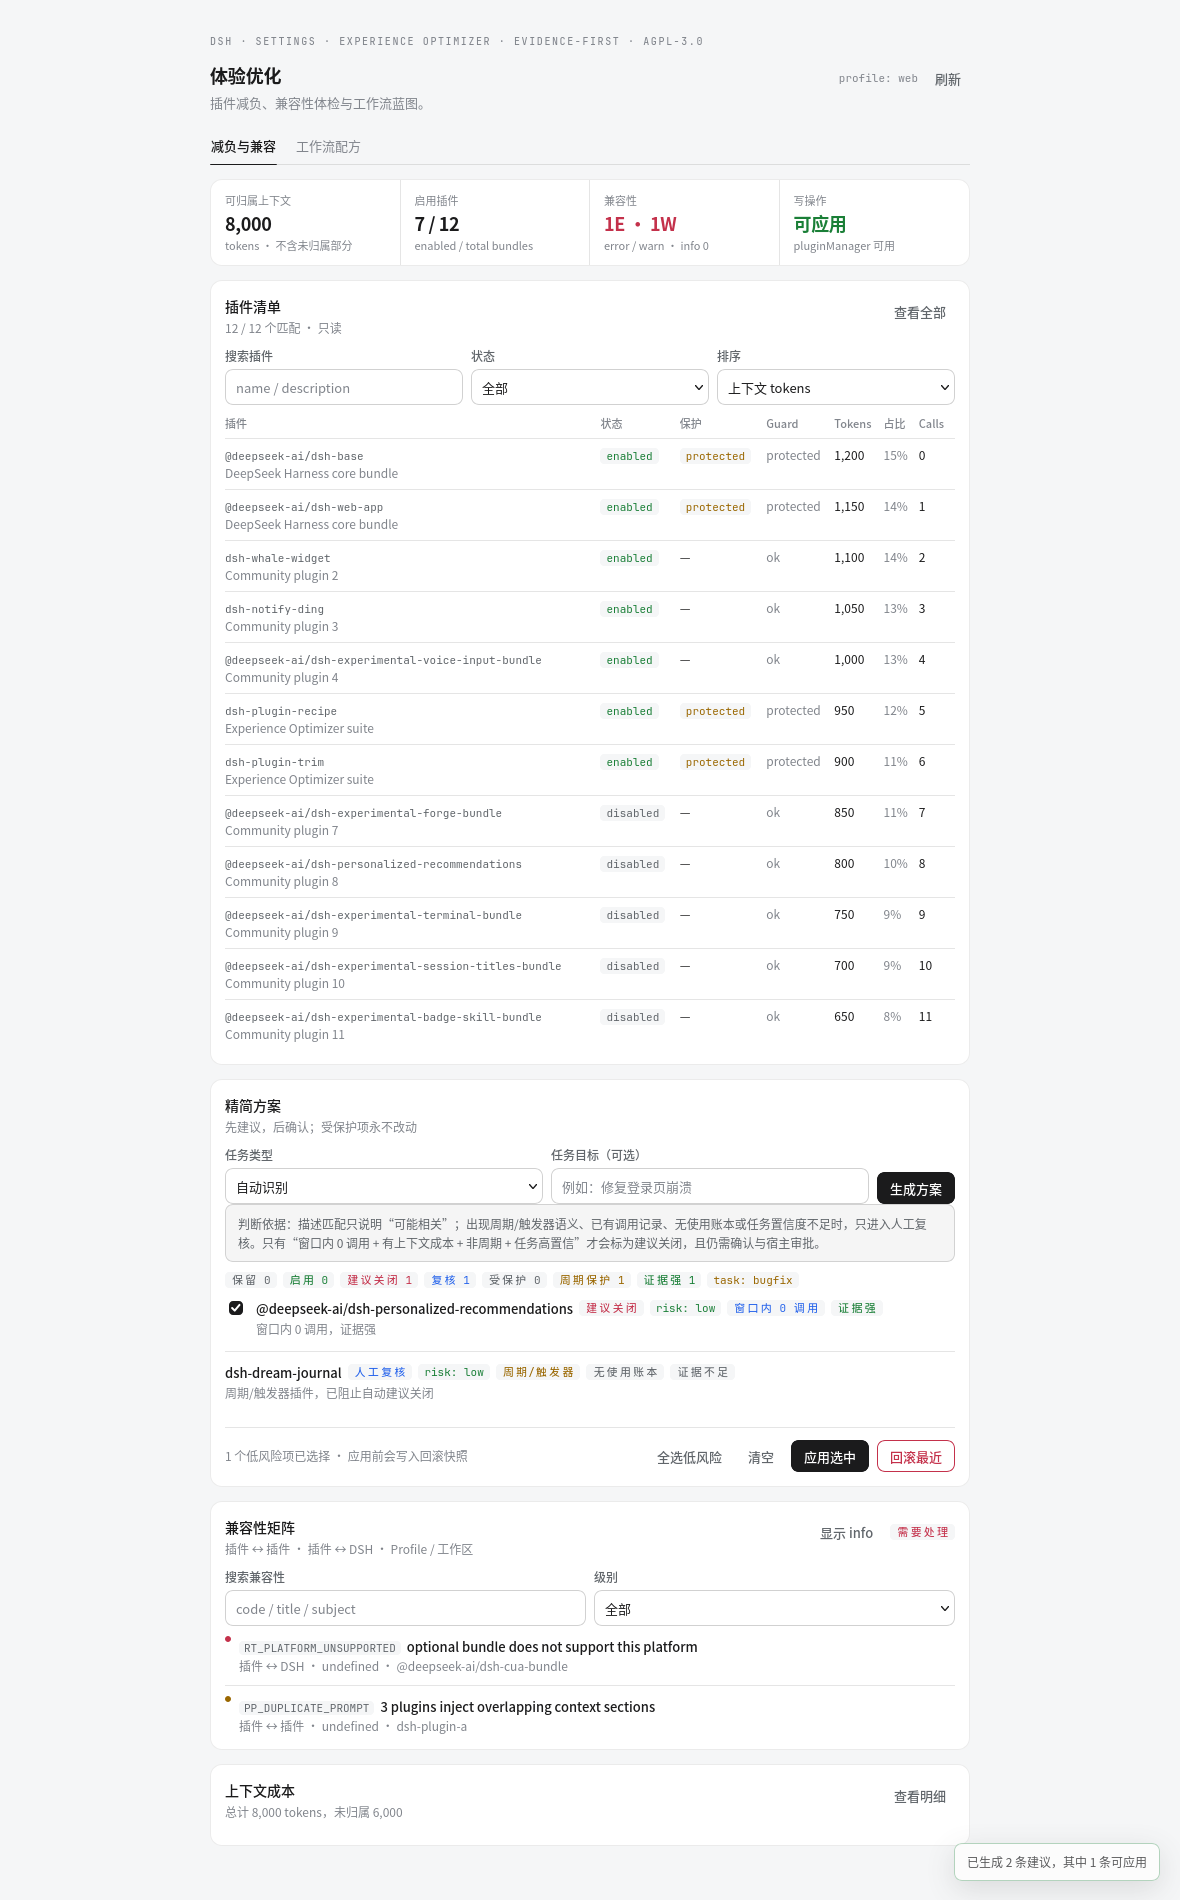 DSH · SETTINGS · EXPERIENCE OPTIMIZER · EVIDENCE-FIRST · AGPL-3.0
体验优化
profile: web 刷新
插件减负、兼容性体检与工作流蓝图。
减负与兼容 工作流配方
可归属上下文 启用插件 兼容性 写操作
8,000 7 / 12 1E · 1W 可应用
tokens · 不含未归属部分 enabled / total bundles error / warn · info 0 pluginManager 可用
插件清单
查看全部
12 / 12 个匹配 · 只读
搜索插件 状态 排序
name / description 全部 上下文 tokens
插件 状态 保护 Guard Tokens 占比 Calls
@deepseek-ai/dsh-base enabled protected protected 1,200 15% 0
DeepSeek Harness core bundle
@deepseek-ai/dsh-web-app enabled protected protected 1,150 14% 1
DeepSeek Harness core bundle
dsh-whale-widget enabled — ok 1,100 14% 2
Community plugin 2
dsh-notify-ding enabled — ok 1,050 13% 3
Community plugin 3
@deepseek-ai/dsh-experimental-voice-input-bundle enabled — ok 1,000 13% 4
Community plugin 4
dsh-plugin-recipe enabled protected protected 950 12% 5
Experience Optimizer suite
dsh-plugin-trim enabled protected protected 900 11% 6
Experience Optimizer suite
@deepseek-ai/dsh-experimental-forge-bundle disabled — ok 850 11% 7
Community plugin 7
@deepseek-ai/dsh-personalized-recommendations disabled — ok 800 10% 8
Community plugin 8
@deepseek-ai/dsh-experimental-terminal-bundle disabled — ok 750 9% 9
Community plugin 9
@deepseek-ai/dsh-experimental-session-titles-bundle disabled — ok 700 9% 10
Community plugin 10
@deepseek-ai/dsh-experimental-badge-skill-bundle disabled — ok 650 8% 11
Community plugin 11
精简方案
先建议，后确认；受保护项永不改动
任务类型 任务目标（可选）
自动识别 例如：修复登录页崩溃 生成方案
判断依据：描述匹配只说明“可能相关”；出现周期/触发器语义、已有调用记录、无使用账本或任务置信度不足时，只进入人工复
核。只有“窗口内 0 调用 + 有上下文成本 + 非周期 + 任务高置信”才会标为建议关闭，且仍需确认与宿主审批。
保留 0 启用 0 建议关闭 1 复核 1 受保护 0 周期保护 1 证据强 1 task: bugfix
@deepseek-ai/dsh-personalized-recommendations 建议关闭 risk: low 窗口内 0 调用 证据强
窗口内 0 调用，证据强
dsh-dream-journal 人工复核 risk: low 周期/触发器 无使用账本 证据不足
周期/触发器插件，已阻止自动建议关闭
1 个低风险项已选择 · 应用前会写入回滚快照 全选低风险 清空 应用选中 回滚最近
兼容性矩阵
显示 info 需要处理
插件 ↔ 插件 · 插件 ↔ DSH · Profile / 工作区
搜索兼容性 级别
code / title / subject 全部
RT_PLATFORM_UNSUPPORTED optional bundle does not support this platform
插件 ↔ DSH · undefined · @deepseek-ai/dsh-cua-bundle
PP_DUPLICATE_PROMPT 3 plugins inject overlapping context sections
插件 ↔ 插件 · undefined · dsh-plugin-a
上下文成本
查看明细
总计 8,000 tokens，未归属 6,000
已生成 2 条建议，其中 1 条可应用